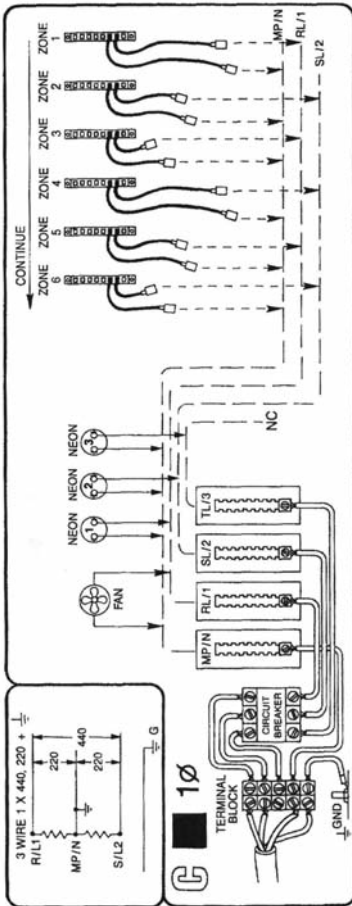 3 WIRE 1 X 440, 220 +
R/L1
MP/N
S/L2
220
220
440
G
C 1Ø
TERMINAL
BLOCK
CIRCUIT
BREAKER
GND
MP/N
RL/1
SL/2
TL/3
FAN
NEON
1
NEON
2
NEON
3
NC
CONTINUE
ZONE
6
ZONE
5
ZONE
4
ZONE
3
ZONE
2
ZONE
1
MP/N
RL/1
SL/2